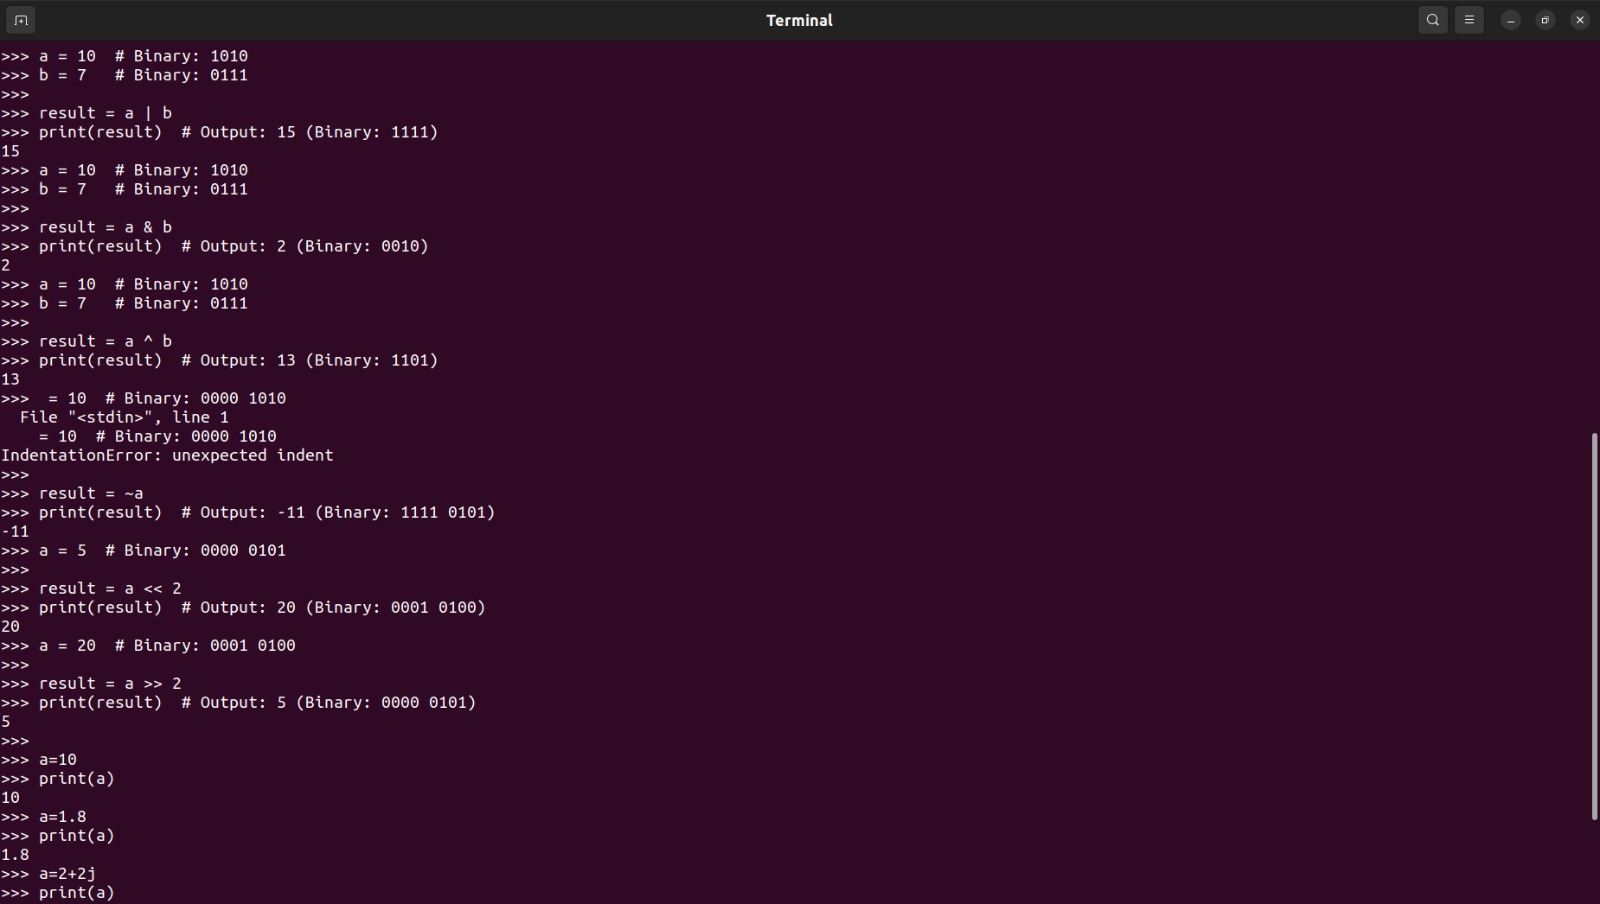 Terminal
>>> a = 10  # Binary: 1010
>>> b = 7   # Binary: 0111
>>>
>>> result = a | b
>>> print(result)  # Output: 15 (Binary: 1111)
15
>>> a = 10  # Binary: 1010
>>> b = 7   # Binary: 0111
>>>
>>> result = a & b
>>> print(result)  # Output: 2 (Binary: 0010)
2
>>> a = 10  # Binary: 1010
>>> b = 7   # Binary: 0111
>>>
>>> result = a ^ b
>>> print(result)  # Output: 13 (Binary: 1101)
13
>>>  = 10  # Binary: 0000 1010
  File "<stdin>", line 1
    = 10  # Binary: 0000 1010
IndentationError: unexpected indent
>>>
>>> result = ~a
>>> print(result)  # Output: -11 (Binary: 1111 0101)
-11
>>> a = 5  # Binary: 0000 0101
>>>
>>> result = a << 2
>>> print(result)  # Output: 20 (Binary: 0001 0100)
20
>>> a = 20  # Binary: 0001 0100
>>>
>>> result = a >> 2
>>> print(result)  # Output: 5 (Binary: 0000 0101)
5
>>>
>>> a=10
>>> print(a)
10
>>> a=1.8
>>> print(a)
1.8
>>> a=2+2j
>>> print(a)